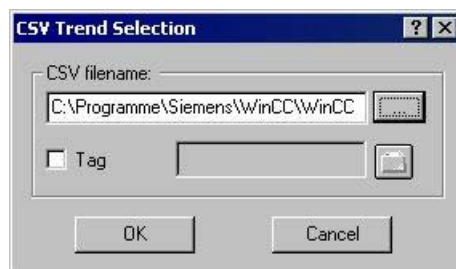 CSV Trend Selection
CSV filename:
C:\Programme\Siemens\WinCC\WinCC
...
Tag
OK
Cancel